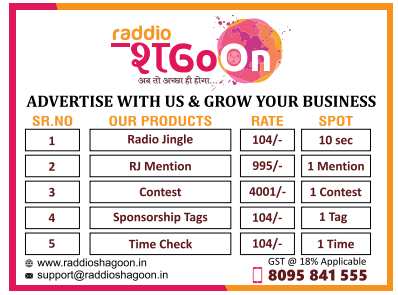 raddio
शाGOOn
अब तो अच्छा ही होगा...
ADVERTISE WITH US & GROW YOUR BUSINESS
SR.NO OUR PRODUCTS RATE SPOT
1 Radio Jingle 104/- 10 sec
2 RJ Mention 995/- 1 Mention
3 Contest 4001/- 1 Contest
4 Sponsorship Tags 104/- 1 Tag
5 Time Check 104/- 1 Time
www.raddioshagoon.in GST @ 18% Applicable
support@raddioshagoon.in 8095 841 555